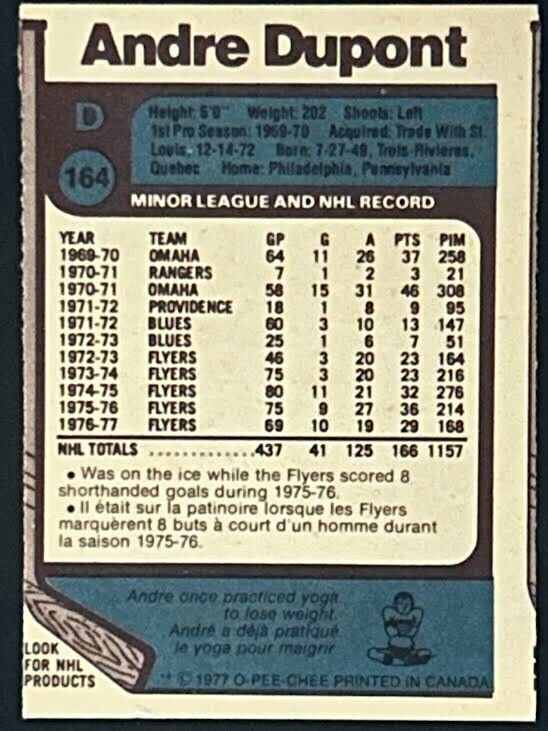 Andre Dupont
D
164
Height: 6'0" Weight: 202 Shoots: Left
1st Pro Season: 1969-70 Acquired: Trade With St.
Louis, 12-14-72 Born: 7-27-49, Trois-Rivieres,
Quebec Home: Philadelphia, Pennsylvania
MINOR LEAGUE AND NHL RECORD
YEAR TEAM GP G A PTS PIM
1969-70 OMAHA 64 11 26 37 258
1970-71 RANGERS 7 1 2 3 21
1970-71 OMAHA 58 15 31 46 308
1971-72 PROVIDENCE 18 1 8 9 95
1971-72 BLUES 60 3 10 13 147
1972-73 BLUES 25 1 6 7 51
1972-73 FLYERS 46 3 20 23 164
1973-74 FLYERS 75 3 20 23 216
1974-75 FLYERS 80 11 21 32 276
1975-76 FLYERS 75 9 27 36 214
1976-77 FLYERS 69 10 19 29 168
NHL TOTALS .............437 41 125 166 1157
• Was on the ice while the Flyers scored 8
shorthanded goals during 1975-76.
• Il était sur la patinoire lorsque les Flyers
marquèrent 8 buts à court d'un homme durant
la saison 1975-76.
Andre once practiced yoga
to lose weight.
André a déjà pratiqué
le yoga pour maigrir
LOOK
FOR NHL
PRODUCTS
© 1977 O-PEE-CHEE PRINTED IN CANADA